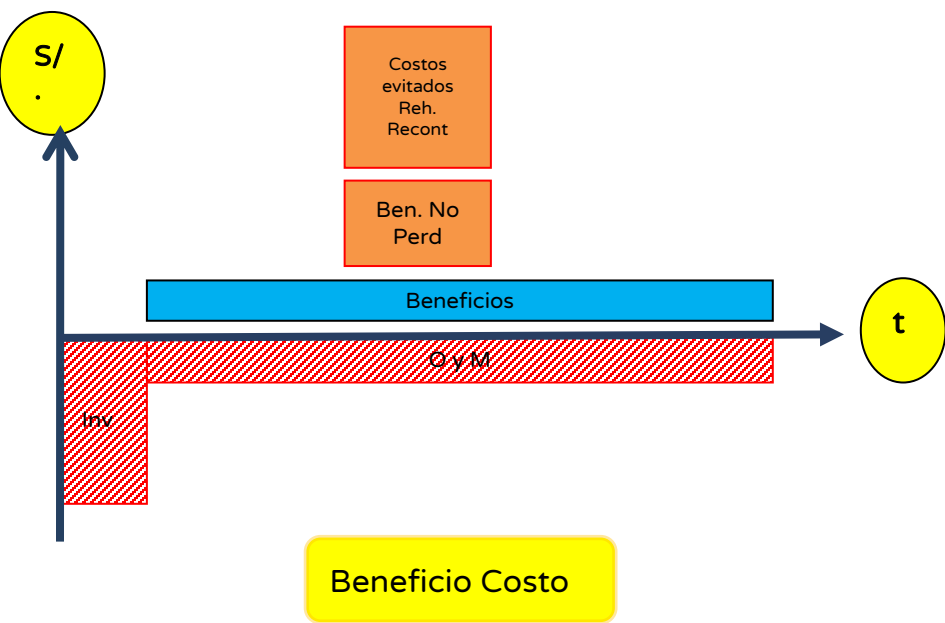 S/
.
Costos
evitados
Reh.
Recont
Ben. No
Perd
Beneficios
t
O y M
Inv
Beneficio Costo